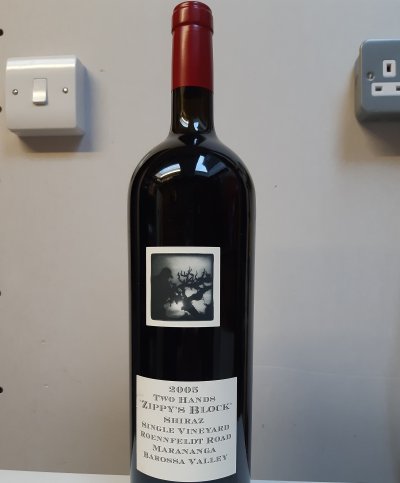 2005
TWO HANDS
"ZIPPY'S BLOCK"
SHIRAZ
SINGLE VINEYARD
ROENNFELDT ROAD
MARANANGA
BAROSSA VALLEY